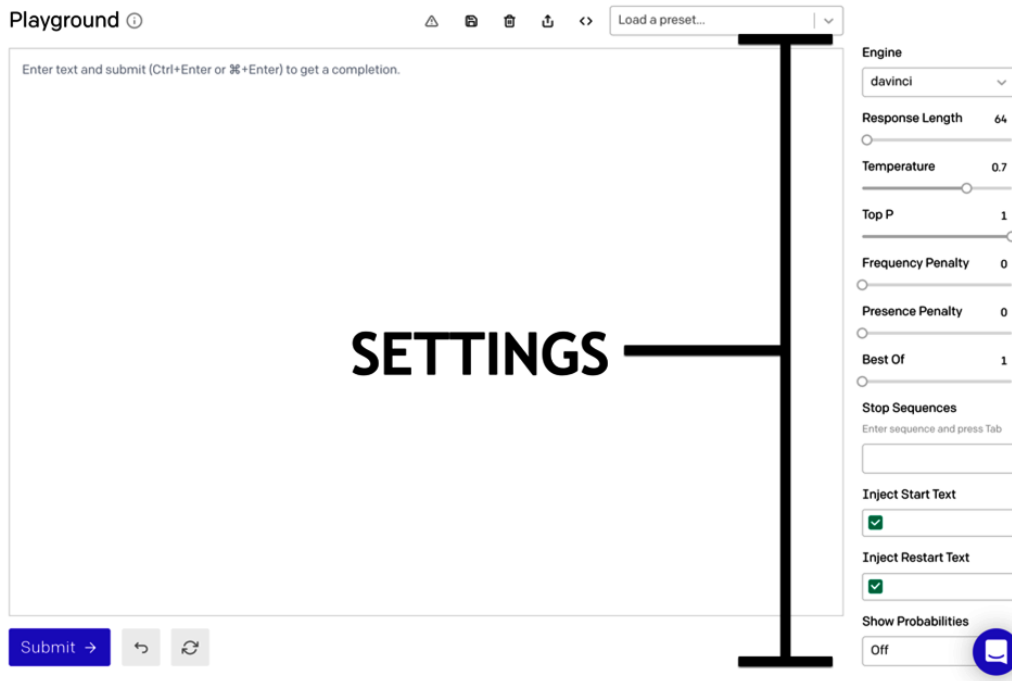 Playground
Load a preset...
Enter text and submit (Ctrl+Enter or ⌘+Enter) to get a completion.
SETTINGS
Engine
davinci
Response Length 64
Temperature 0.7
Top P 1
Frequency Penalty 0
Presence Penalty 0
Best Of 1
Stop Sequences
Enter sequence and press Tab
Inject Start Text
Inject Restart Text
Show Probabilities
Off
Submit →